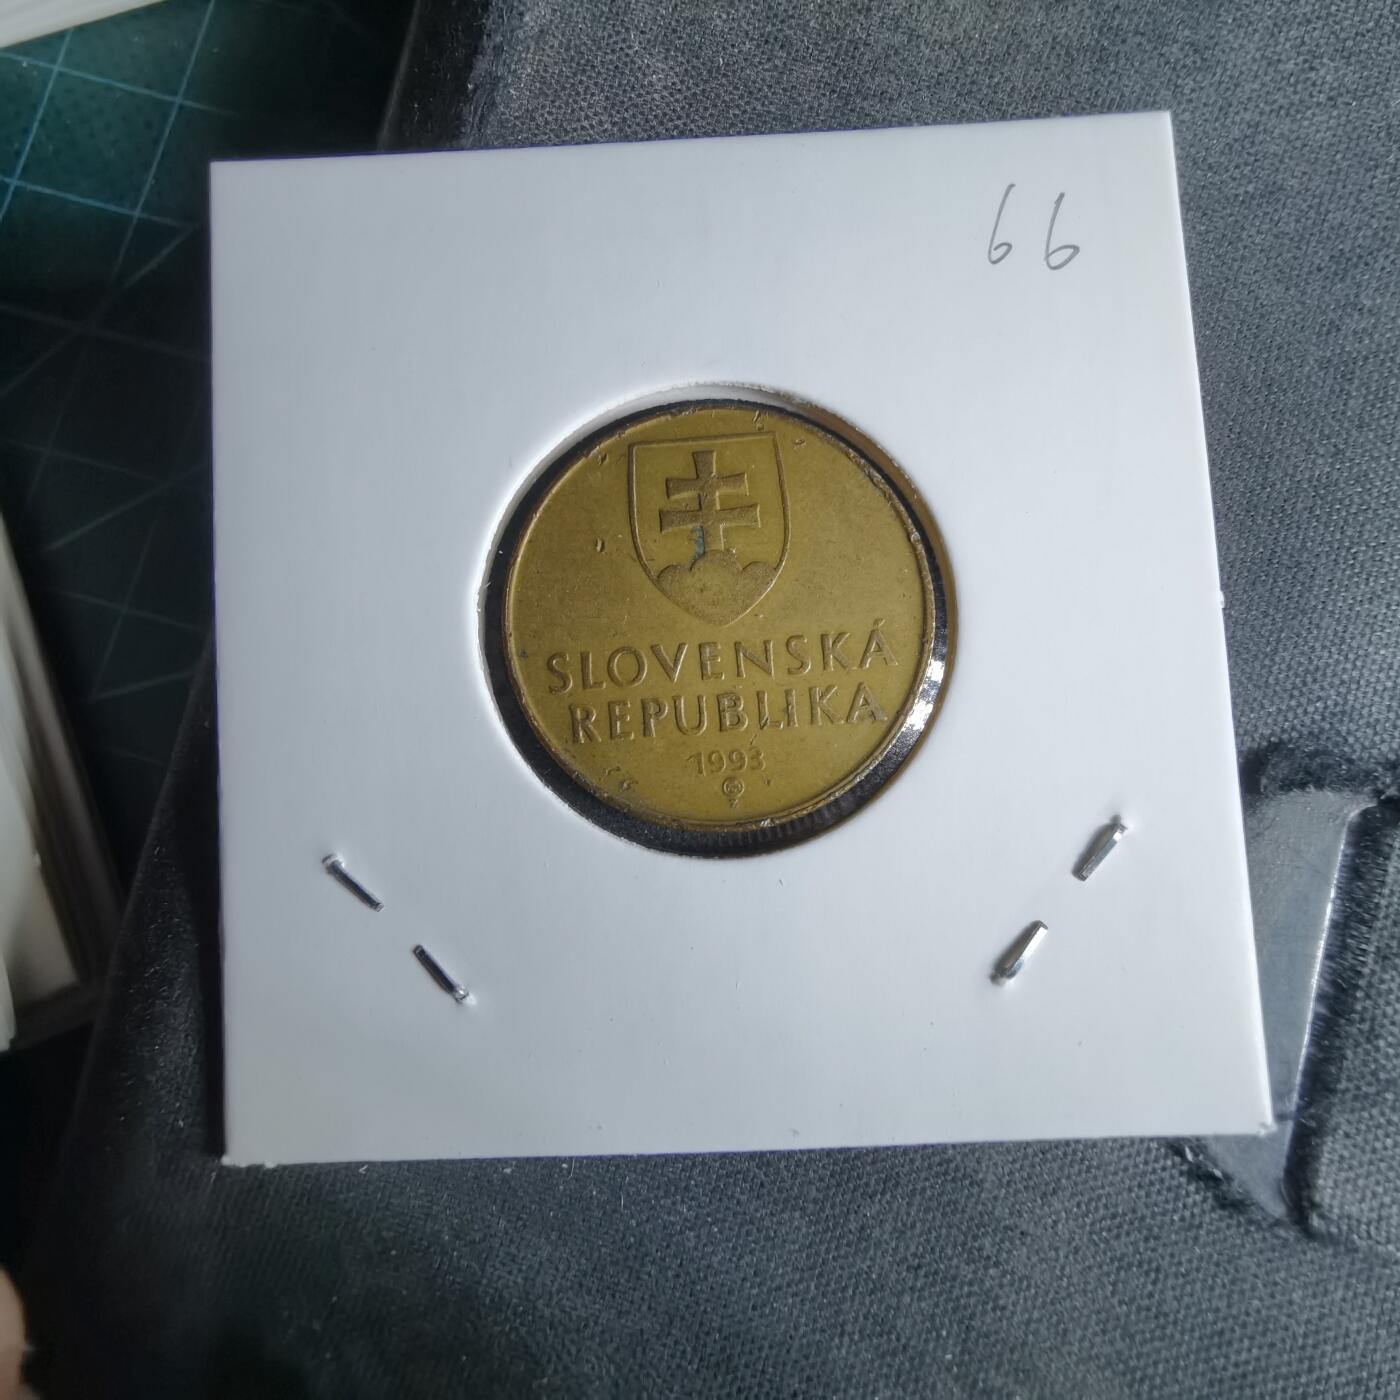 66
SLOVENSKÁ
REPUBLIKA
1993